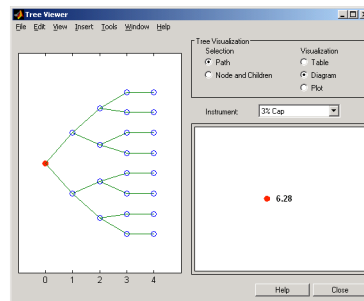 Tree Viewer
File Edit View Insert Tools Window Help
Tree Visualization
Selection
Visualization
Path
Table
Node and Children
Diagram
Plot
Instrument:
3% Cap
6.28
0 1 2 3 4
Help
Close